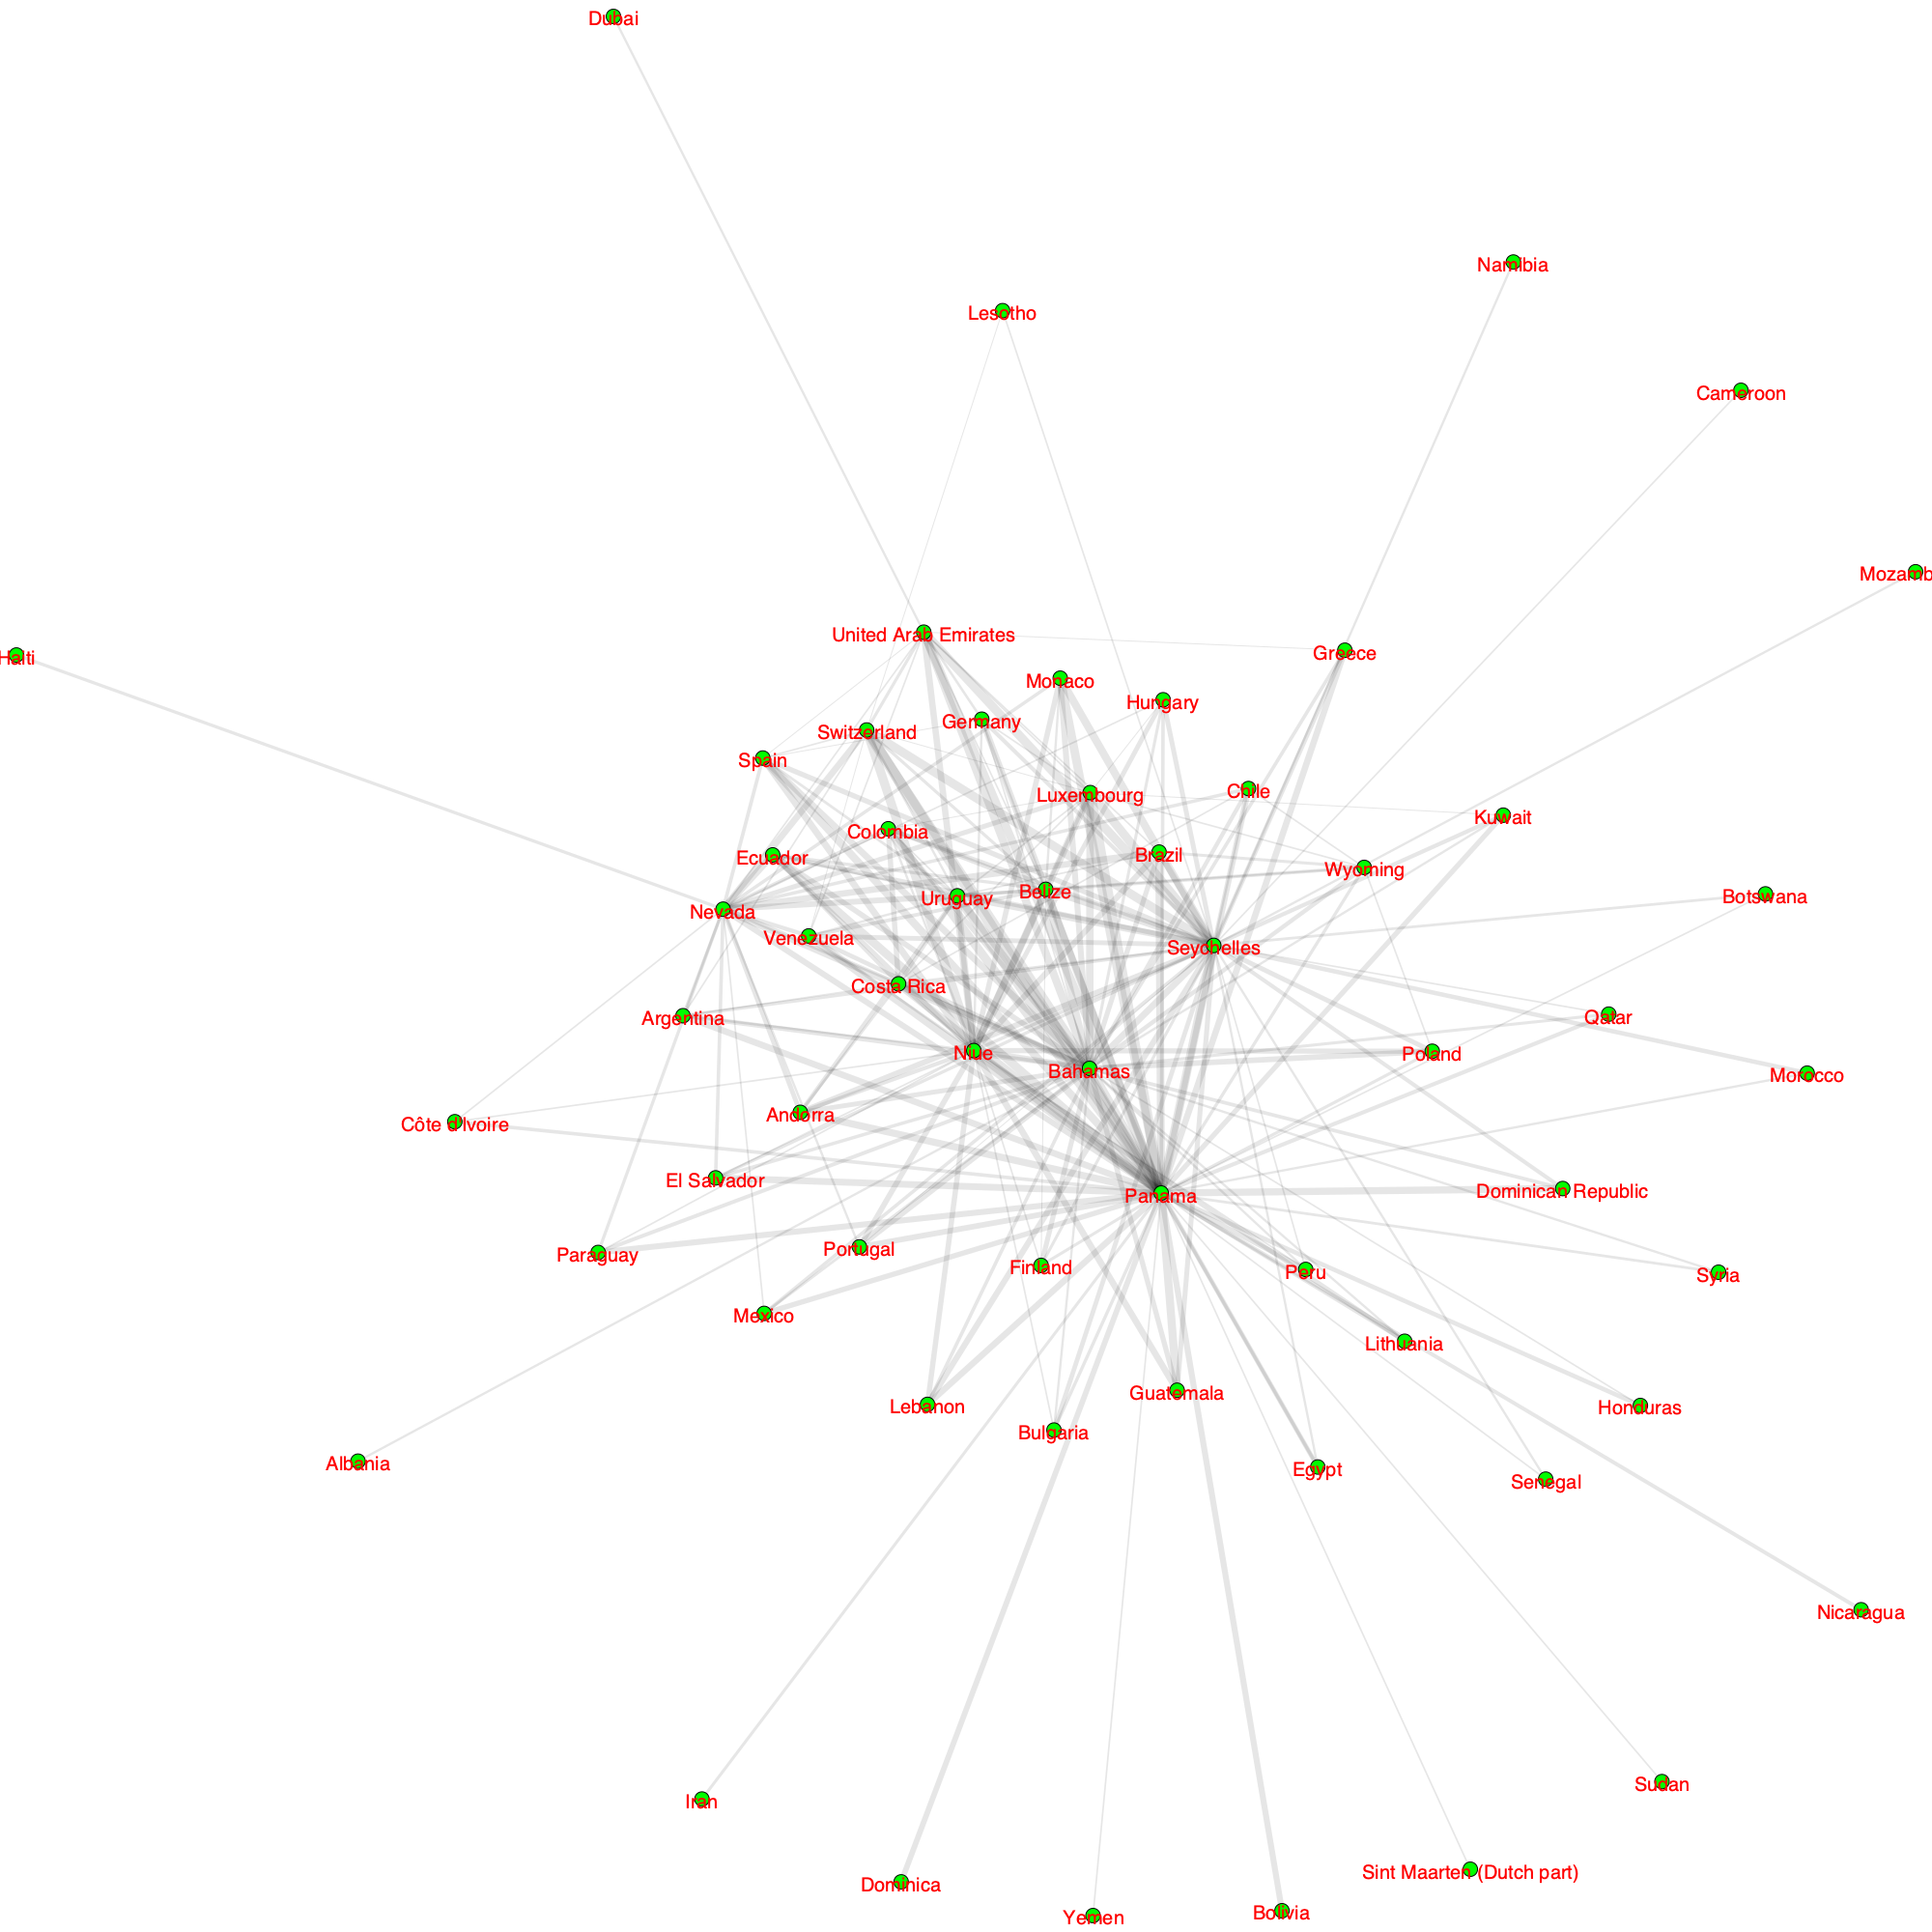 Dubai
Namibia
Lesotho
Cameroon
Mozamb
Haiti
United Arab Emirates
Greece
Monaco
Hungary
Germany
Switzerland
Spain
Luxembourg
Chile
Kuwait
Colombia
Ecuador
Brazil
Wyoming
Belize
Uruguay
Botswana
Nevada
Venezuela
Seychelles
Costa Rica
Argentina
Qatar
Niue
Poland
Bahamas
Morocco
Andorra
Côte d'Ivoire
El Salvador
Panama
Dominican Republic
Paraguay
Portugal
Finland
Peru
Syria
Mexico
Lithuania
Guatemala
Lebanon
Honduras
Bulgaria
Albania
Egypt
Senegal
Nicaragua
Sudan
Iran
Sint Maarten (Dutch part)
Dominica
Bolivia
Yemen